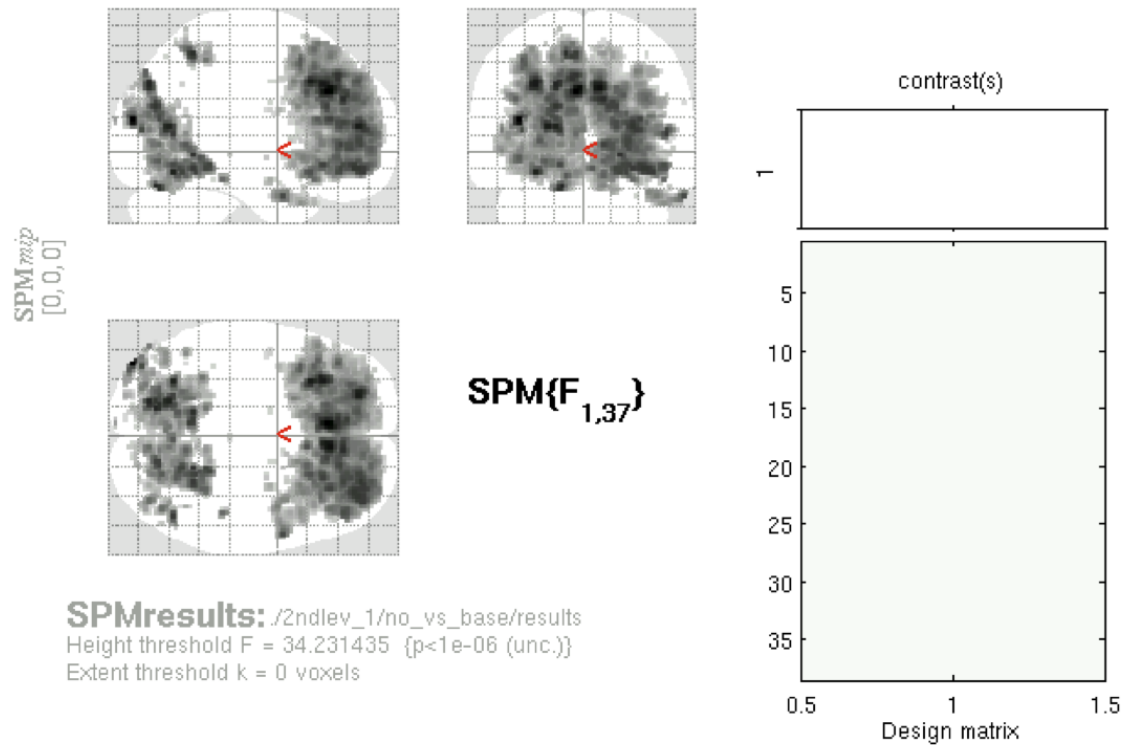 SPMmip
[0, 0, 0]
SPM{F1,37}
SPMresults: ./2ndlev_1/no_vs_base/results
Height threshold F = 34.231435 {p<1e-06 (unc.)}
Extent threshold k = 0 voxels
contrast(s)
1
5
10
15
20
25
30
35
0.5 1 1.5
Design matrix